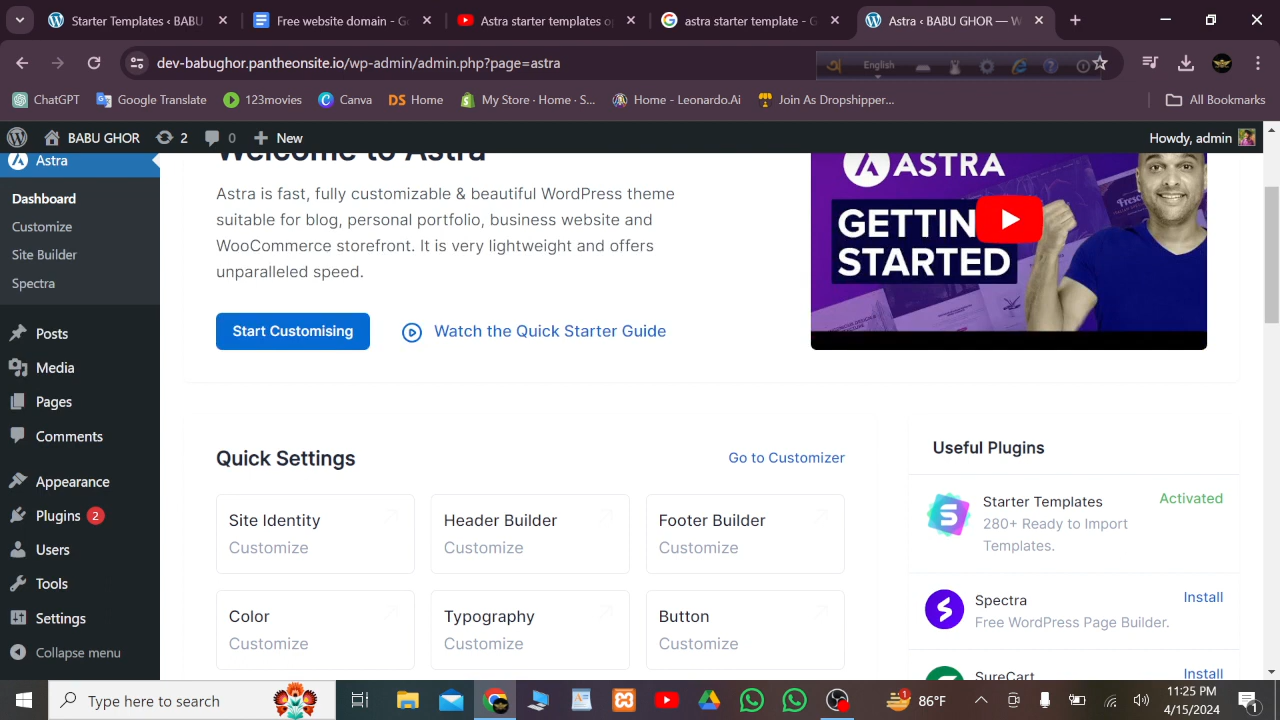 Starter Templates ‹ BABU
Free website domain - Go
Astra starter templates op
astra starter template - G
Astra ‹ BABU GHOR — W
dev-babughor.pantheonsite.io/wp-admin/admin.php?page=astra
English
ChatGPT
Google Translate
123movies
Canva
DS Home
My Store · Home · S...
Home - Leonardo.Ai
Join As Dropshipper...
All Bookmarks
BABU GHOR
2
0
New
Howdy, admin
Astra
Dashboard
Customize
Site Builder
Spectra
Posts
Media
Pages
Comments
Appearance
Plugins 2
Users
Tools
Settings
Collapse menu
Welcome to Astra
Astra is fast, fully customizable & beautiful WordPress theme
suitable for blog, personal portfolio, business website and
WooCommerce storefront. It is very lightweight and offers
unparalleled speed.
Start Customising
Watch the Quick Starter Guide
ASTRA
GETTIN
STARTED
Quick Settings
Go to Customizer
Site Identity
Customize
Header Builder
Customize
Footer Builder
Customize
Color
Customize
Typography
Customize
Button
Customize
Useful Plugins
Starter Templates
Activated
280+ Ready to Import
Templates.
Spectra
Install
Free WordPress Page Builder.
SureCart
Install
Type here to search
1
86°F
11:25 PM
4/15/2024
1